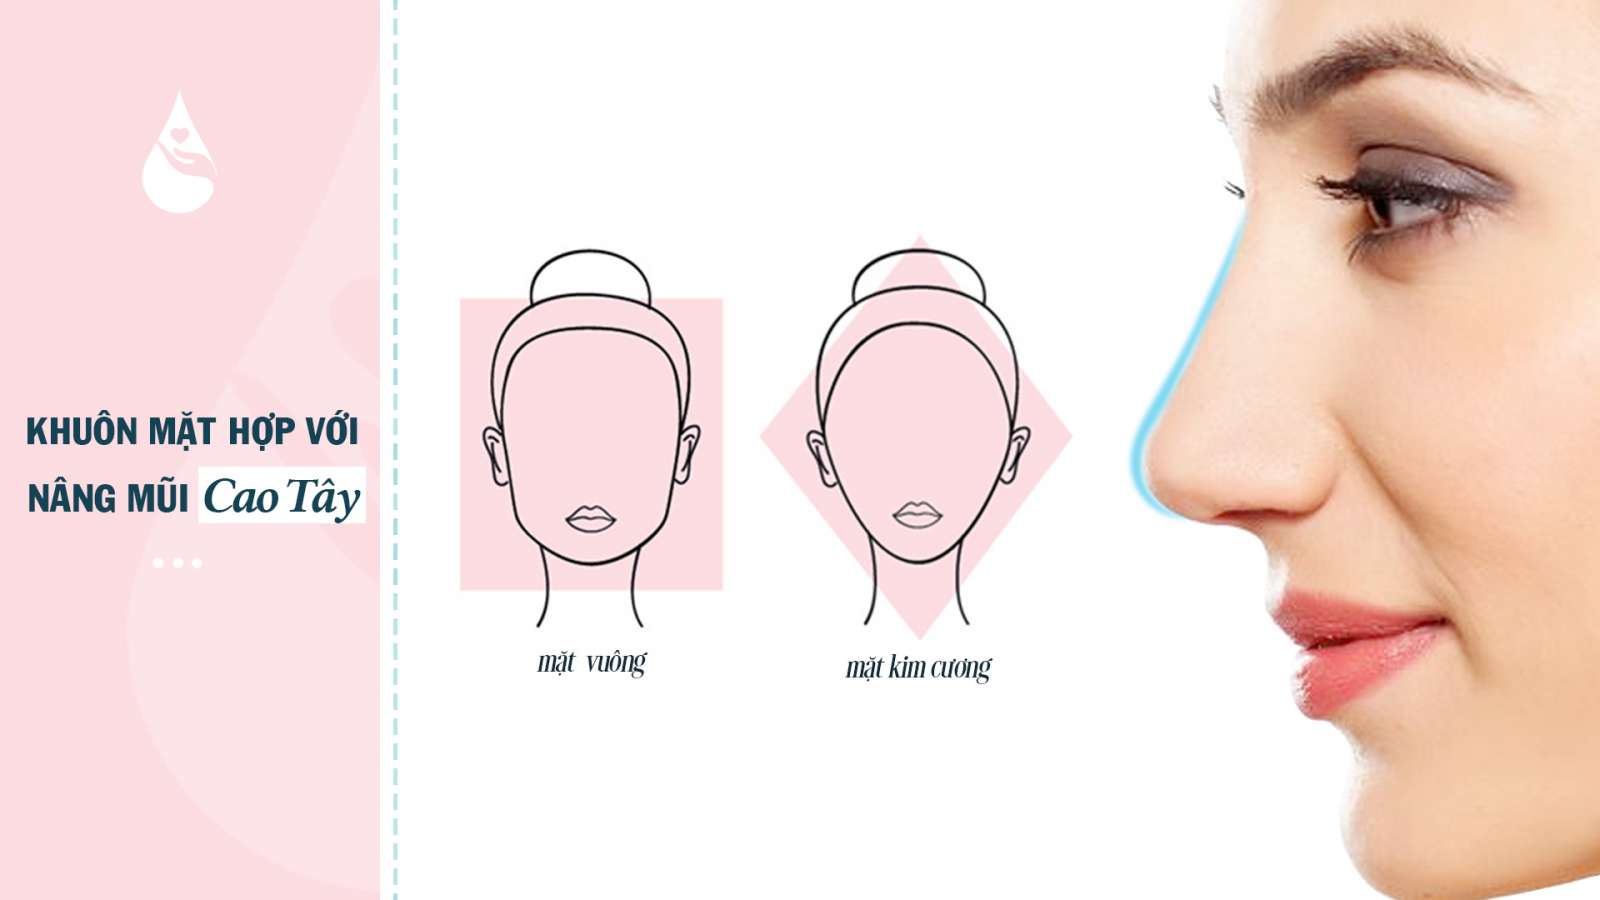 KHUÔN MẶT HỢP VỚI
NÂNG MŨI Cao Tây
mặt vuông
mặt kim cương